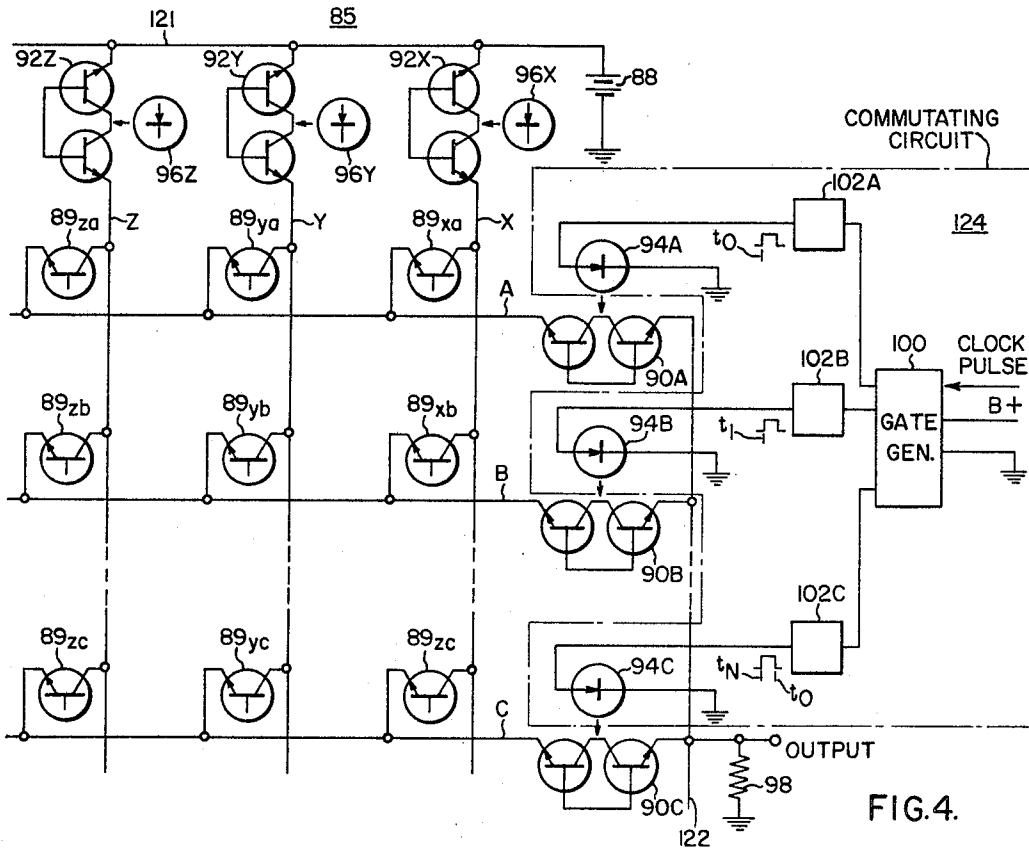 121
85
92Z
92Y
92X
96X
88
COMMUTATING
CIRCUIT
96Z
96Y
102A
124
89za
Z
89ya
Y
89xa
X
94A
t0
A
90A
100
CLOCK
PULSE
102B
B+
GATE
GEN.
89zb
89yb
89xb
94B
t1
B
90B
102C
89zc
89yc
89zc
94C
tN
t0
C
OUTPUT
90C
98
122
FIG.4.